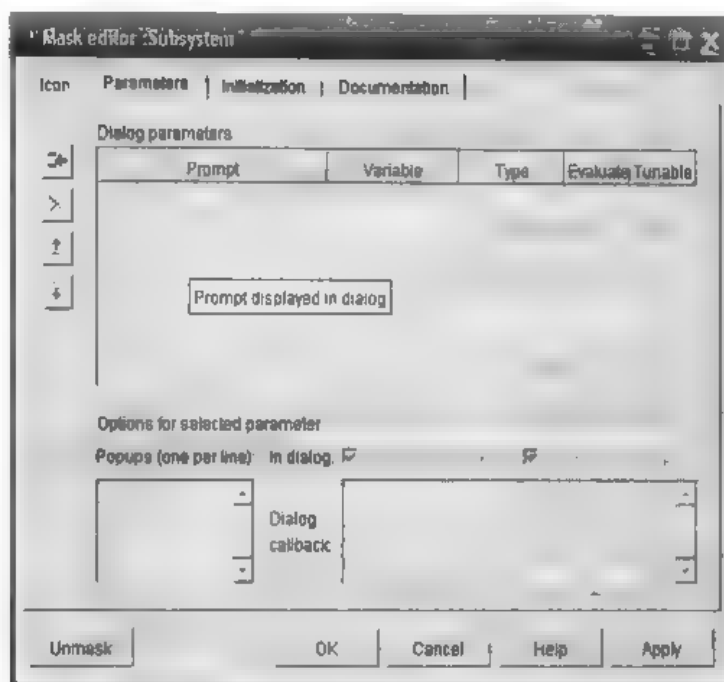 Mask editor :Subsystem
Icon Parameters Initialization Documentation
Dialog parameters
Prompt Variable Type Evaluate Tunable
Prompt displayed in dialog
Options for selected parameter
Popups (one per line): In dialog:
Dialog
callback:
Unmask OK Cancel Help Apply